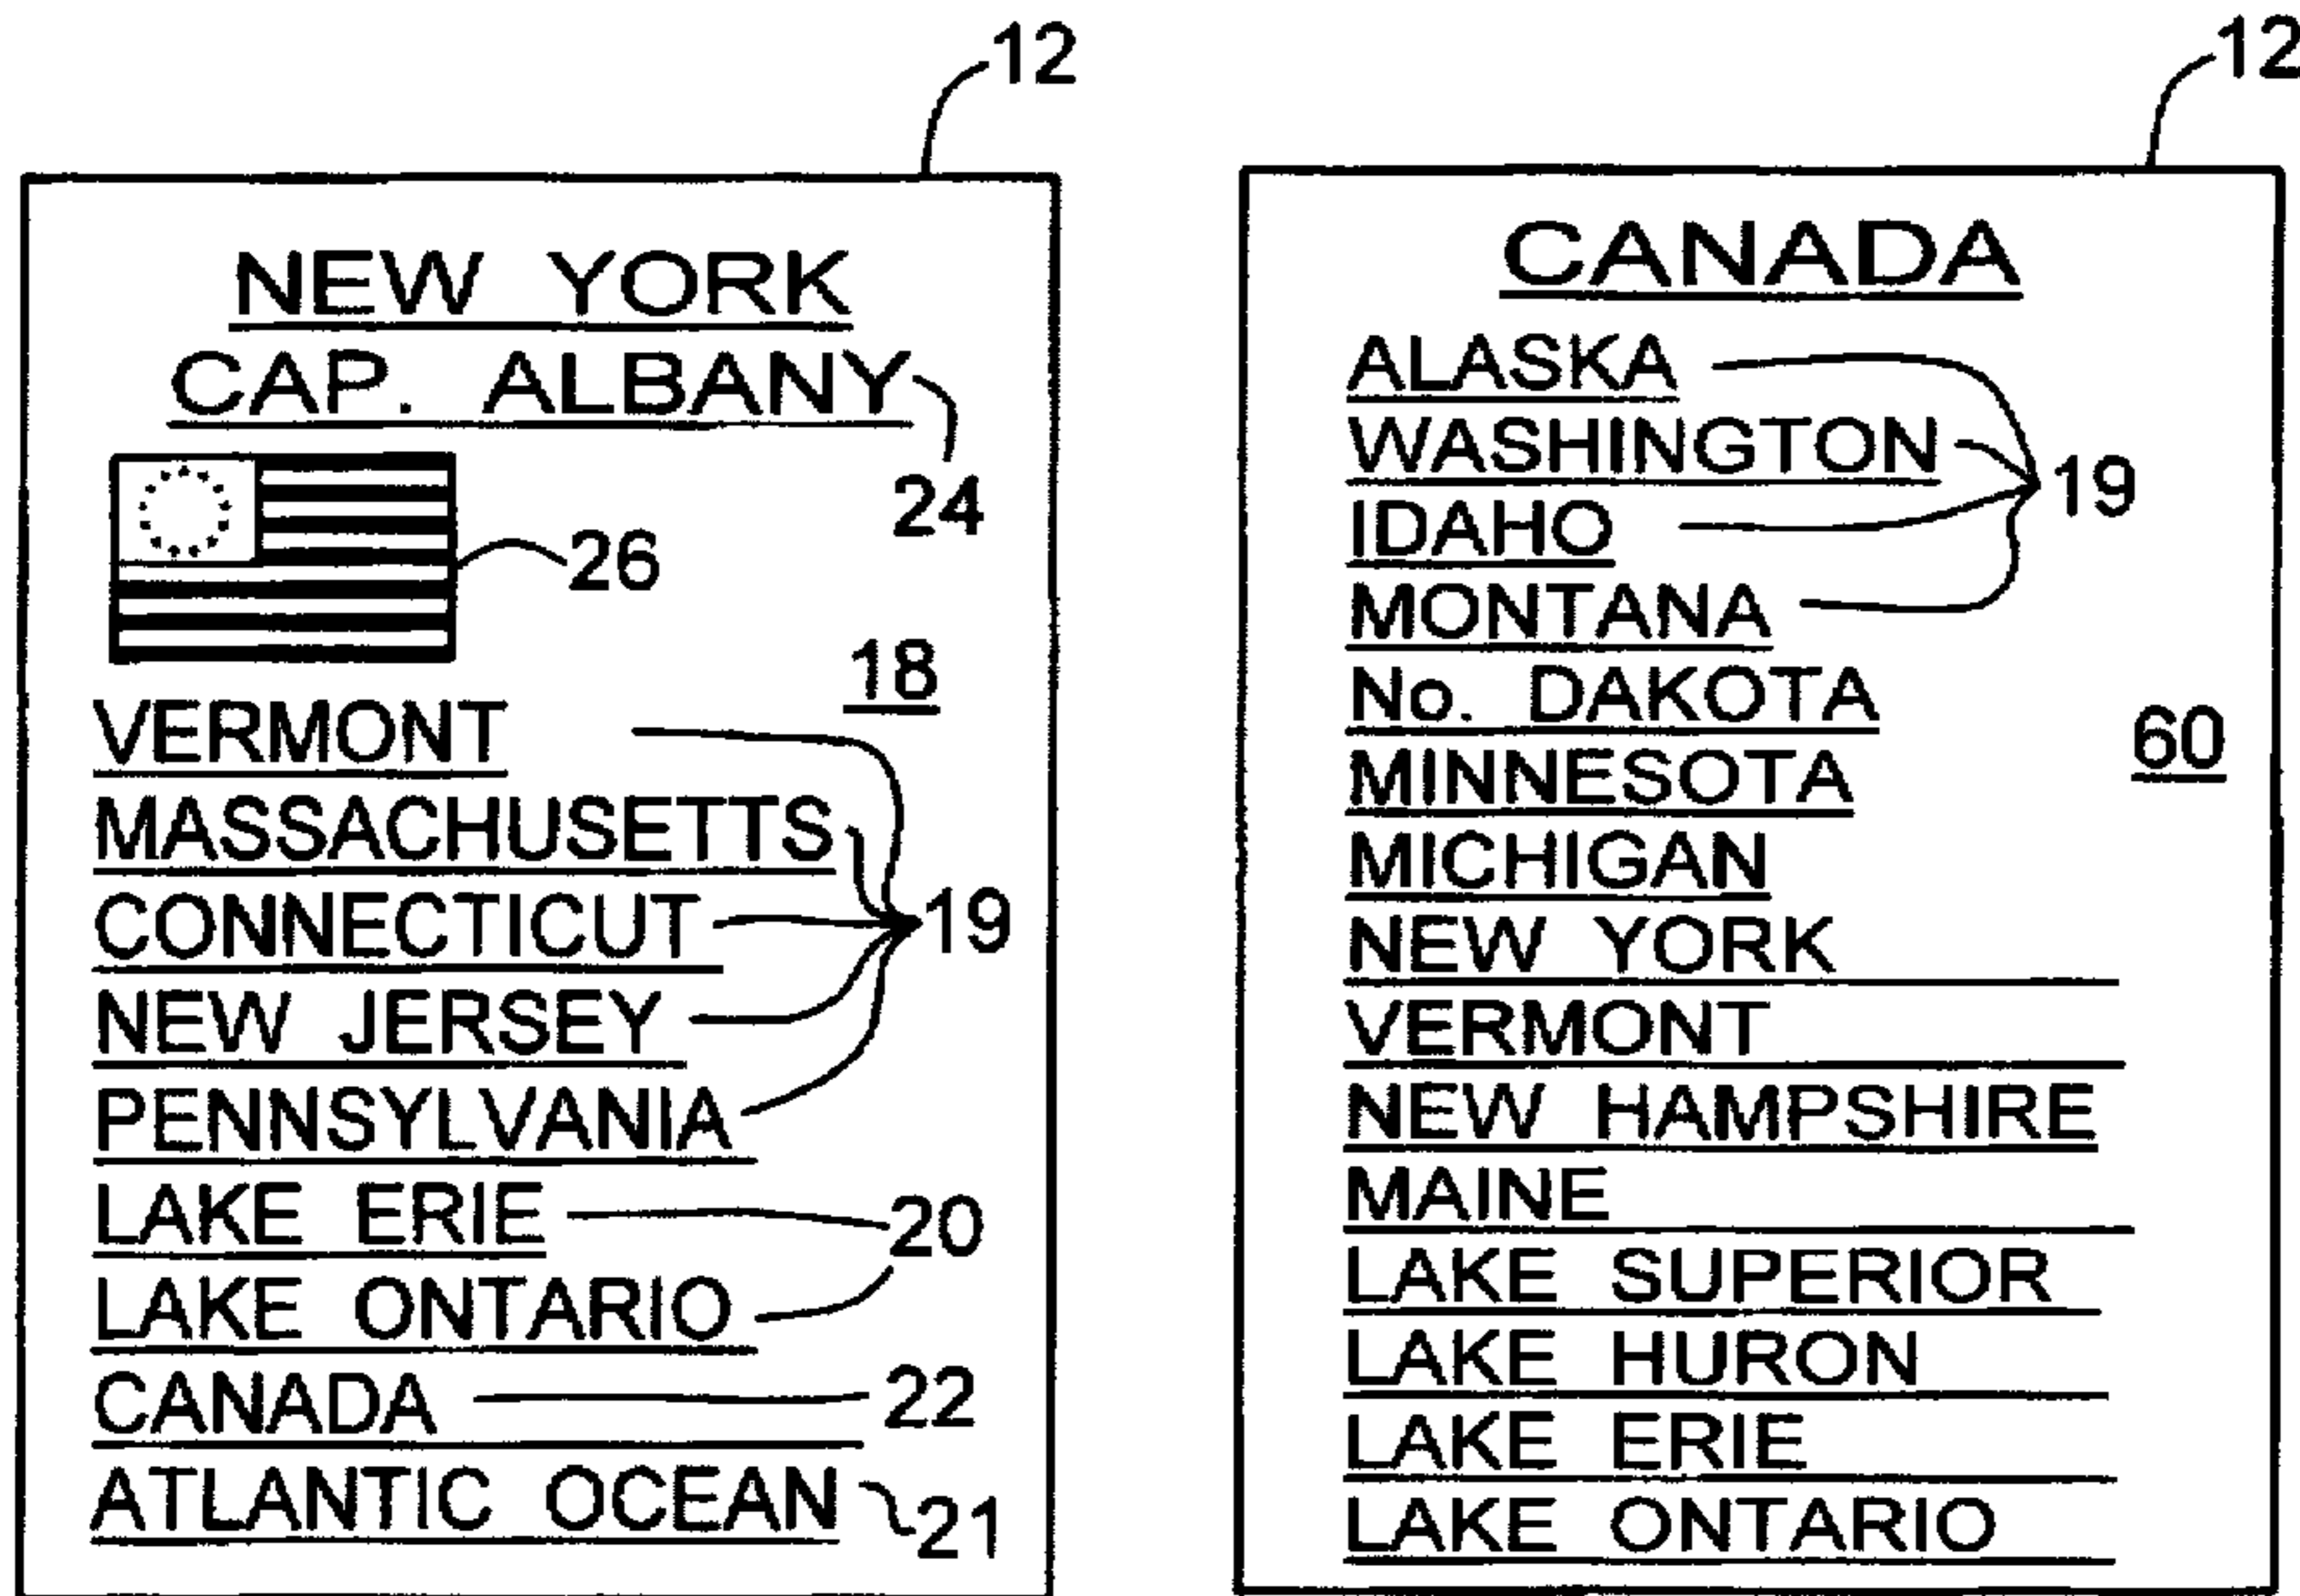 12
NEW YORK
CAP. ALBANY
24
26
18
VERMONT
MASSACHUSETTS
CONNECTICUT
19
NEW JERSEY
PENNSYLVANIA
LAKE ERIE
20
LAKE ONTARIO
CANADA
22
ATLANTIC OCEAN
21
12
CANADA
ALASKA
WASHINGTON
19
IDAHO
MONTANA
No. DAKOTA
60
MINNESOTA
MICHIGAN
NEW YORK
VERMONT
NEW HAMPSHIRE
MAINE
LAKE SUPERIOR
LAKE HURON
LAKE ERIE
LAKE ONTARIO